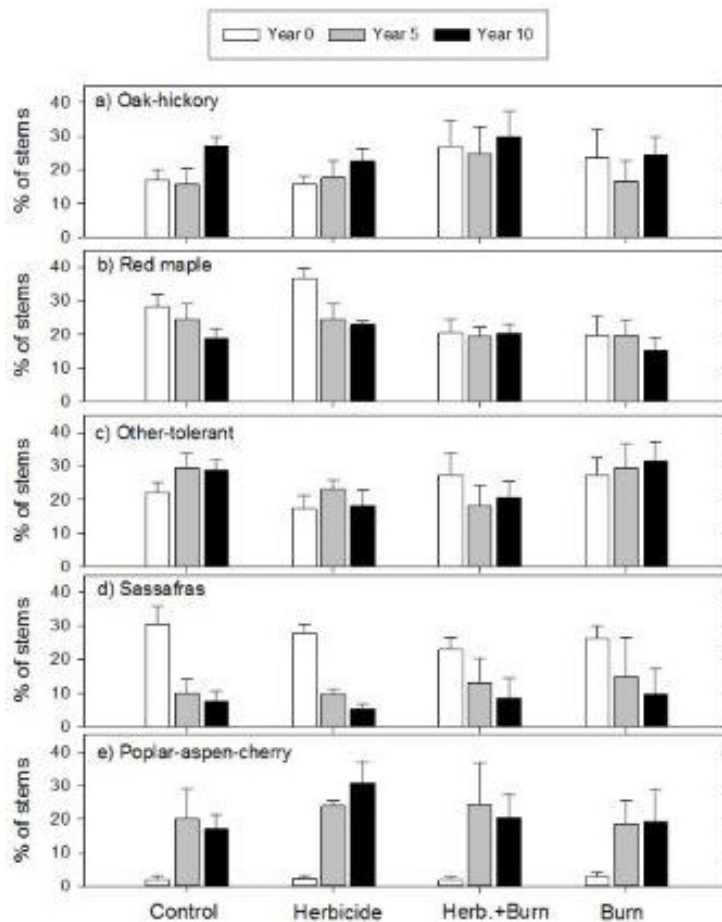 Year 0 Year 5 Year 10
a) Oak-hickory
% of stems
40
30
20
10
0
b) Red maple
% of stems
40
30
20
10
0
c) Other-tolerant
% of stems
40
30
20
10
0
d) Sassafras
% of stems
40
30
20
10
0
e) Poplar-aspen-cherry
% of stems
40
30
20
10
0
Control Herbicide Herb.+Burn Burn